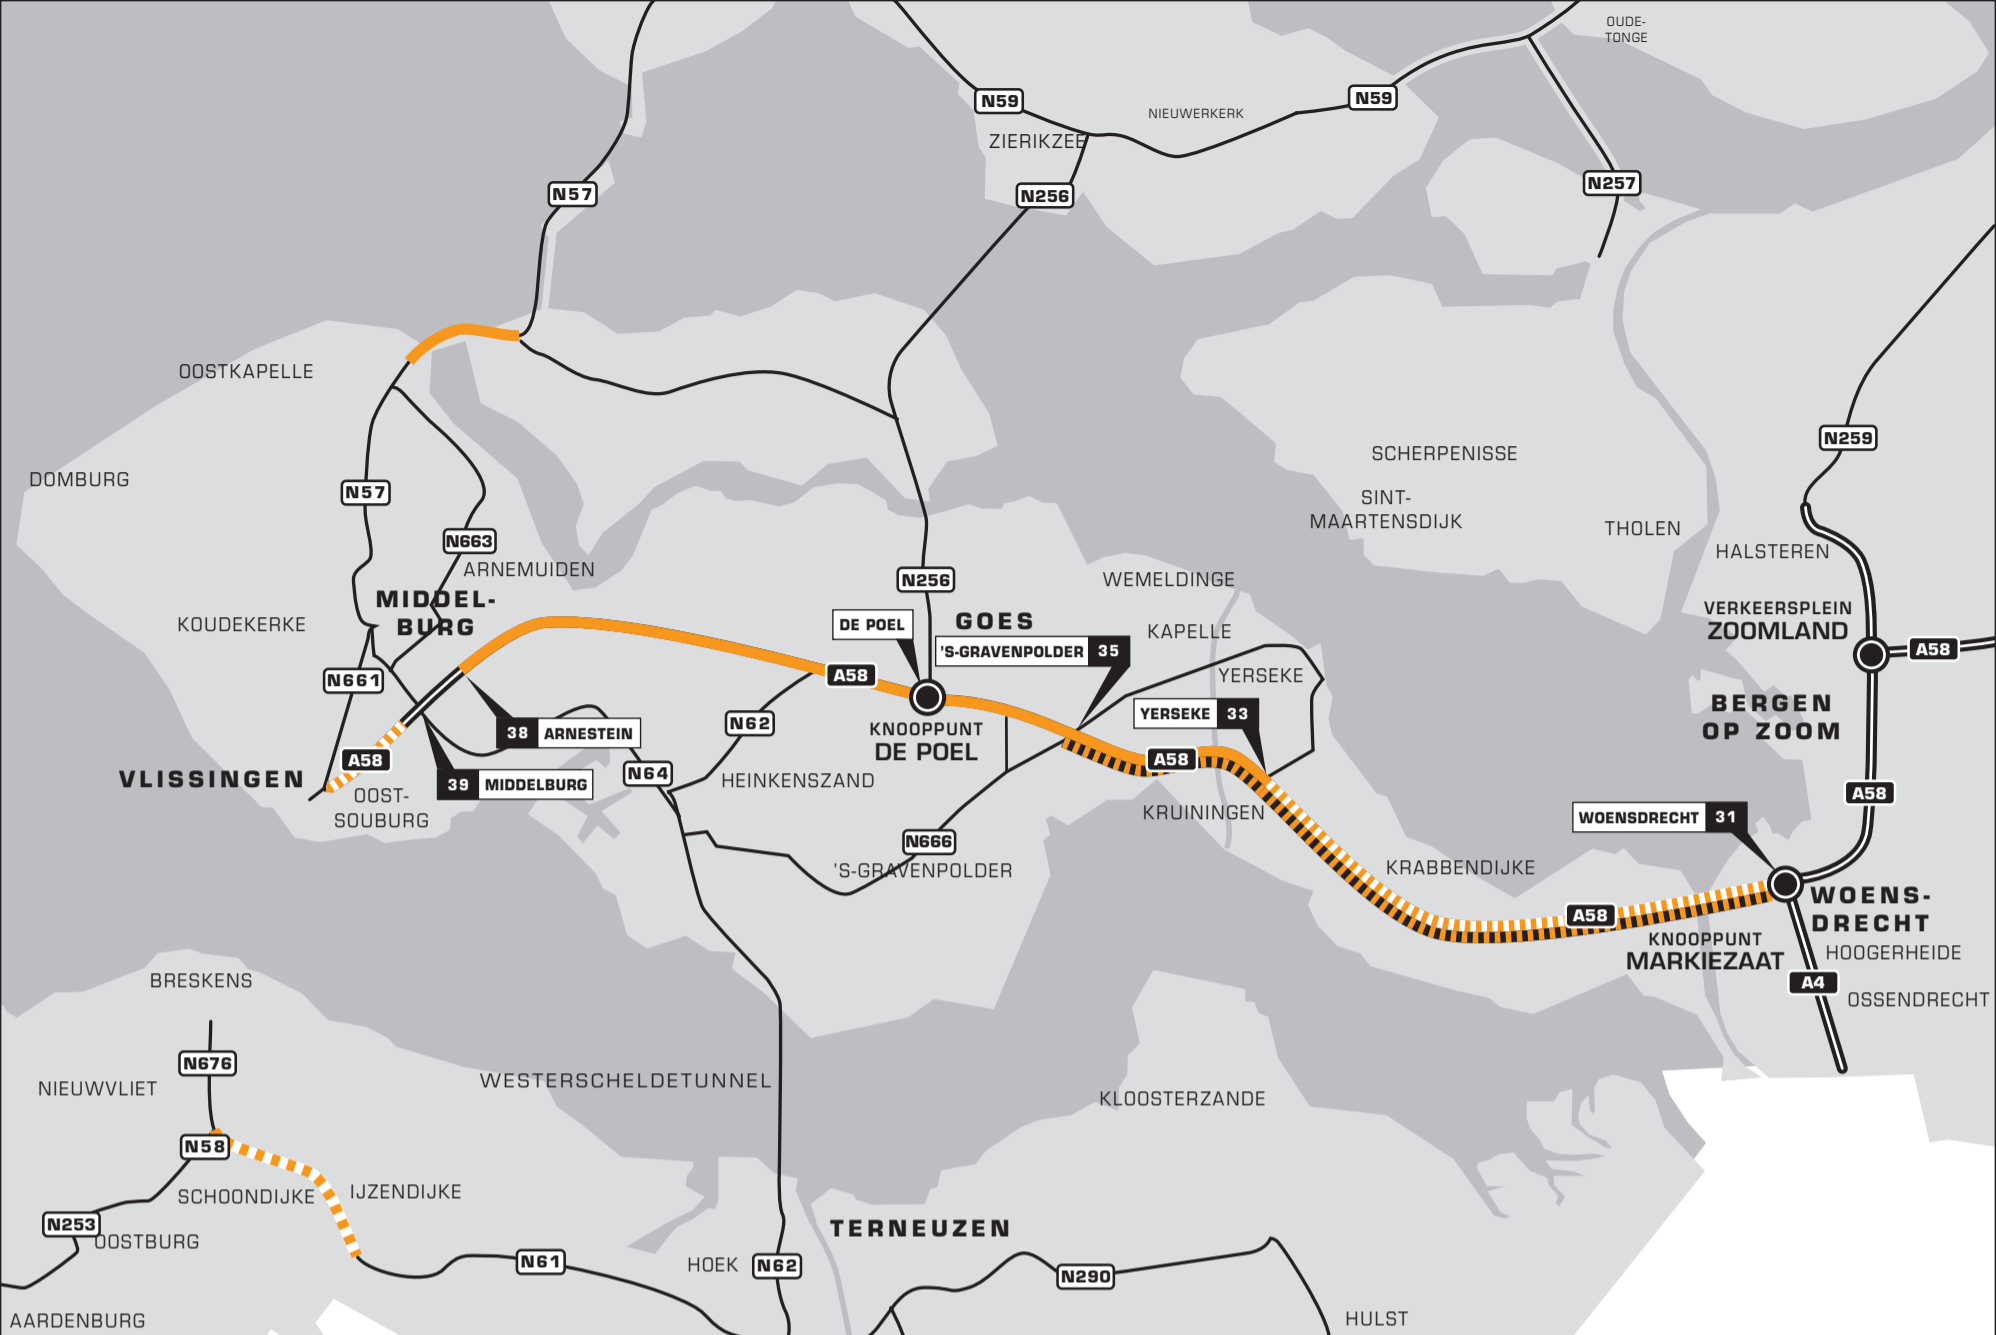 OUDE-
TONGE
N59
N59
NIEUWERKERK
ZIERIKZEE
N57
N256
N257
OOSTKAPELLE
N259
SCHERPENISSE
DOMBURG
N57
SINT-
MAARTENSDIJK
THOLEN
N663
HALSTEREN
ARNEMUIDEN
N256
WEMELDINGE
MIDDEL-
BURG
VERKEERSPLEIN
ZOOMLAND
KOUDEKERKE
DE POEL
GOES
KAPELLE
'S-GRAVENPOLDER 35
A58
N661
A58
YERSEKE
BERGEN
OP ZOOM
YERSEKE 33
N62
KNOOPPUNT
DE POEL
38 ARNESTEIN
A58
A58
VLISSINGEN
N64
HEINKENSZAND
39 MIDDELBURG
A58
OOST-
SOUBURG
KRUININGEN
WOENSDRECHT 31
N666
'S-GRAVENPOLDER
KRABBENDIJKE
WOENS-
DRECHT
A58
KNOOPPUNT
MARKIEZAAT
HOOGERHEIDE
BRESKENS
A4
OSSENDRECHT
N676
WESTERSCHELDETUNNEL
NIEUWVLIET
KLOOSTERZANDE
N58
SCHOONDIJKE
IJZENDIJKE
N253
OOSTBURG
TERNEUZEN
N61
HOEK
N62
N290
AARDENBURG
HULST